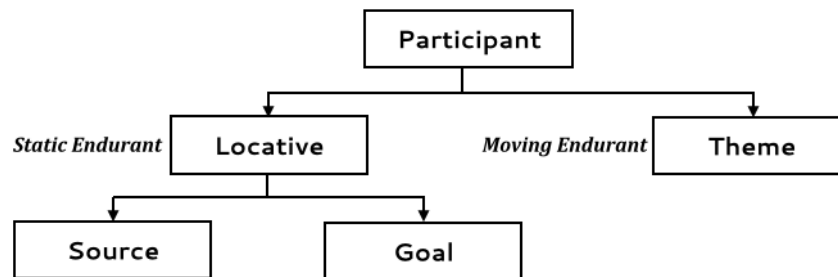 Participant
Static Endurant
Locative
Moving Endurant
Theme
Source
Goal